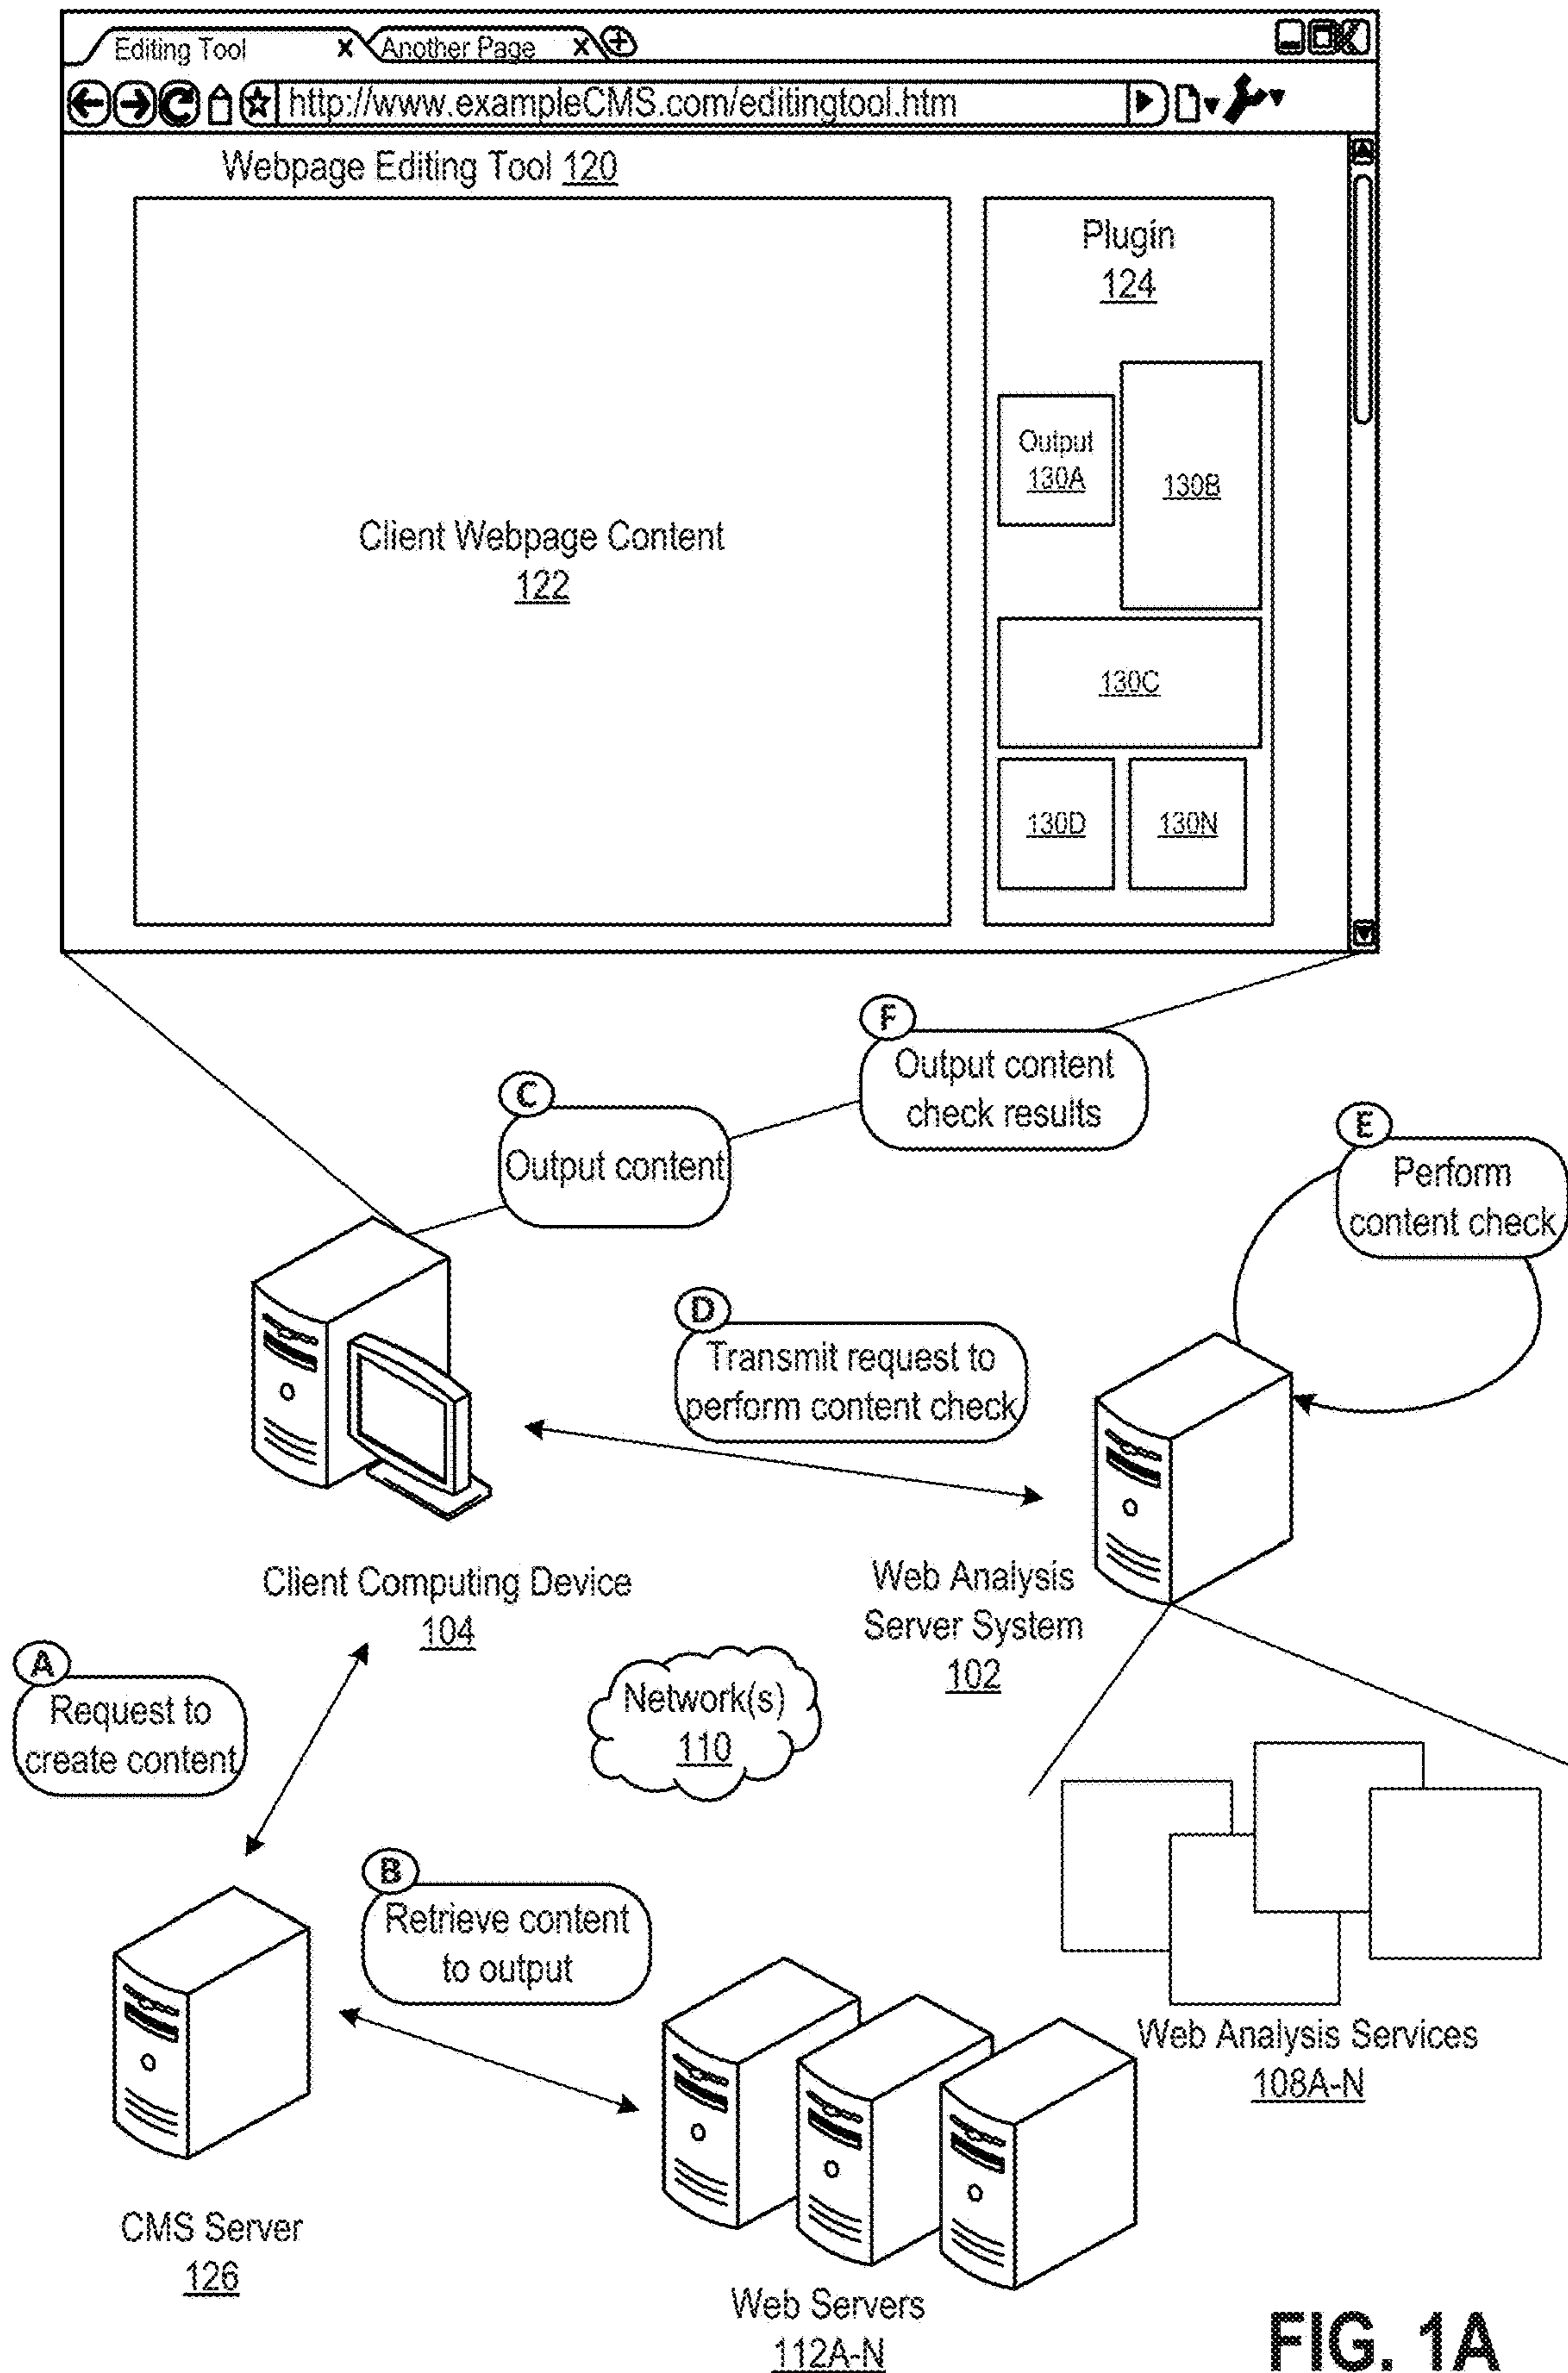 Editing Tool x Another Page x
http://www.exampleCMS.com/editingtool.htm
Webpage Editing Tool 120
Client Webpage Content
122
Plugin
124
Output
130A
130B
130C
130D
130N
F
Output content
check results
C
Output content
E
Perform
content check
D
Transmit request to
perform content check
Client Computing Device
104
Web Analysis
Server System
102
A
Request to
create content
Network(s)
110
B
Retrieve content
to output
Web Analysis Services
108A-N
CMS Server
126
Web Servers
112A-N
FIG. 1A